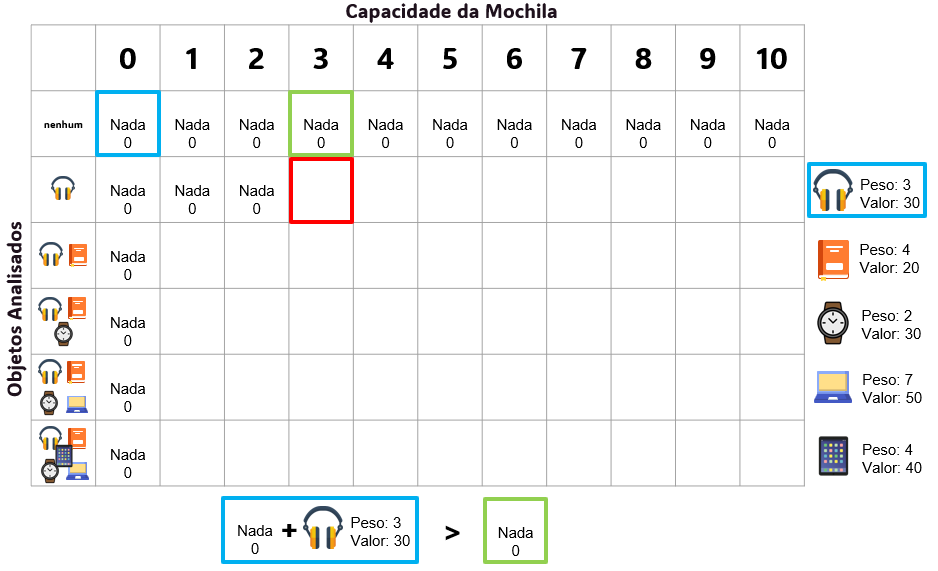 Capacidade da Mochila
0 1 2 3 4 5 6 7 8 9 10
nenhum
Nada Nada Nada Nada Nada Nada Nada Nada Nada Nada Nada
0 0 0 0 0 0 0 0 0 0 0
Nada Nada Nada
0 0 0
Peso: 3
Valor: 30
Objetos Analisados
Nada
0
Peso: 4
Valor: 20
Nada
0
Peso: 2
Valor: 30
Nada
0
Peso: 7
Valor: 50
Nada
0
Peso: 4
Valor: 40
Nada
0
+
Peso: 3
Valor: 30
>
Nada
0